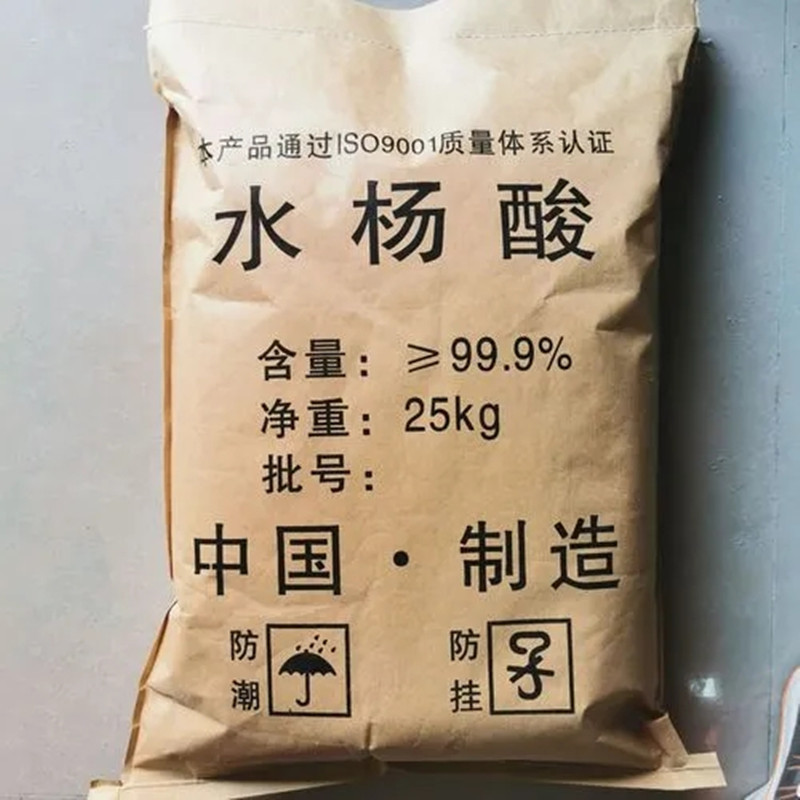 本产品通过ISO9001质量体系认证
水杨酸
含量：≥99.9%
净重：25kg
批号：
中国·制造
防潮
防挂